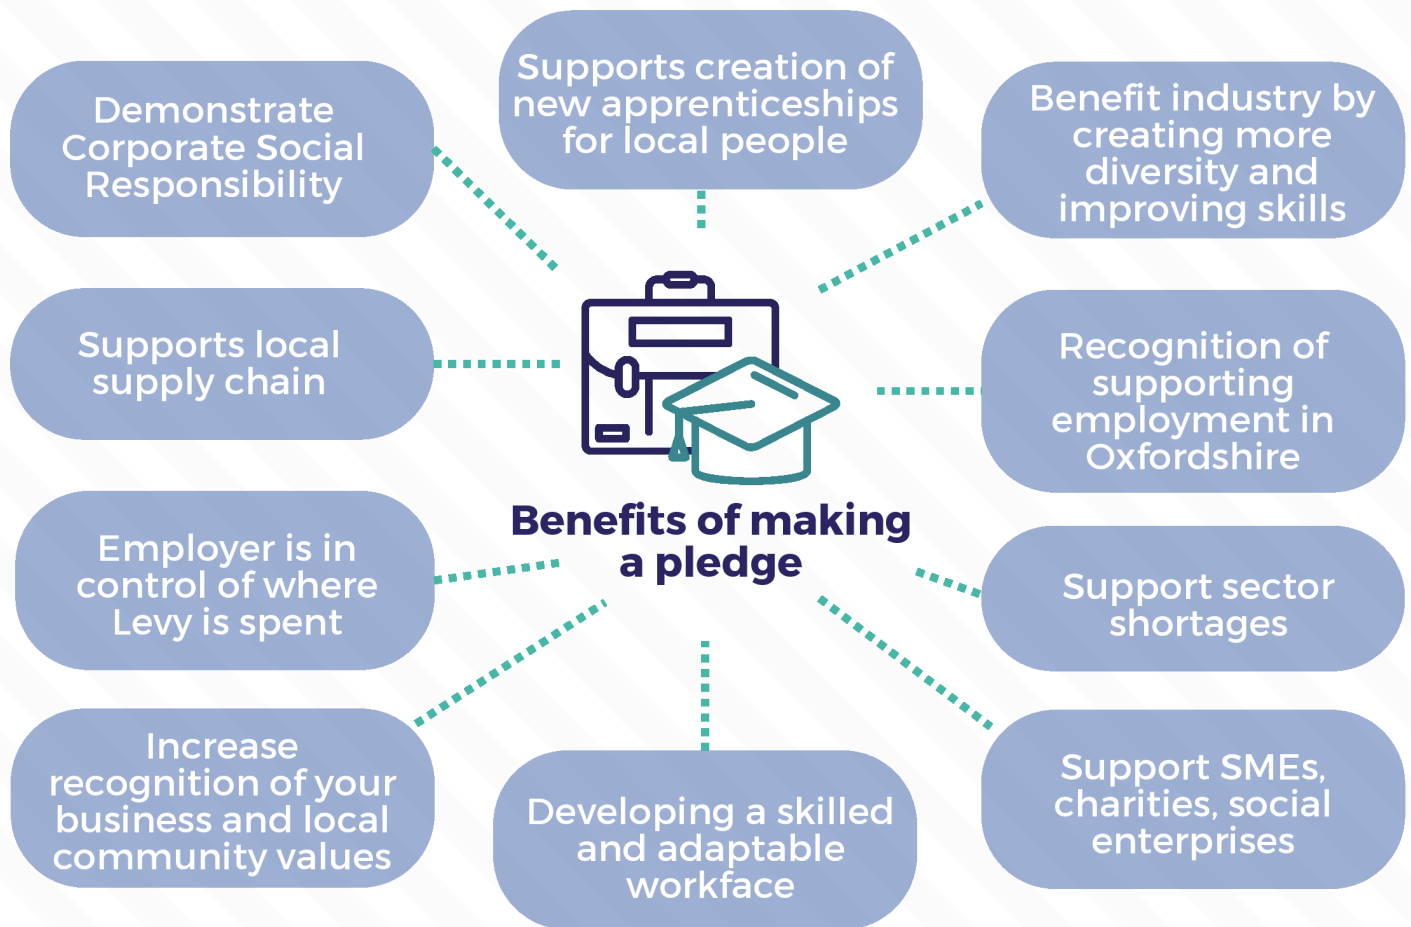 Supports creation of
new apprenticeships
for local people
Demonstrate
Corporate Social
Responsibility
Benefit industry by
creating more
diversity and
improving skills
Supports local
supply chain
Recognition of
supporting
employment in
Oxfordshire
Benefits of making
a pledge
Employer is in
control of where
Levy is spent
Support sector
shortages
Increase
recognition of your
business and local
community values
Developing a skilled
and adaptable
workface
Support SMEs,
charities, social
enterprises